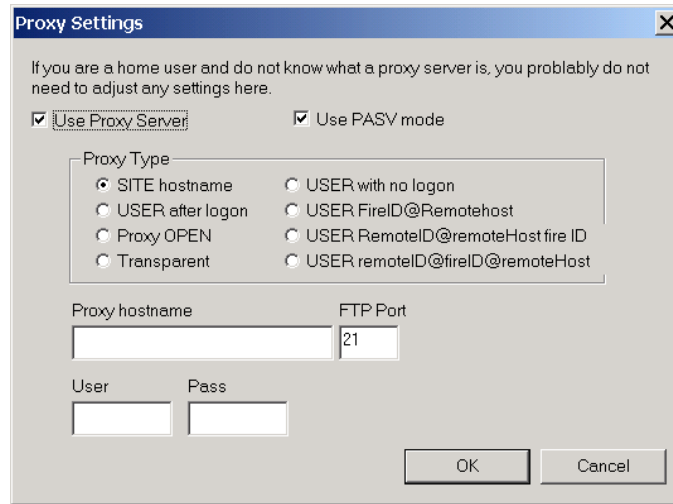 Proxy Settings
If you are a home user and do not know what a proxy server is, you problably do not
need to adjust any settings here.
Use Proxy Server Use PASV mode
Proxy Type
SITE hostname USER with no logon
USER after logon USER FireID@Remotehost
Proxy OPEN USER RemoteID@remoteHost fire ID
Transparent USER remoteID@fireID@remoteHost
Proxy hostname FTP Port
21
User Pass
OK Cancel